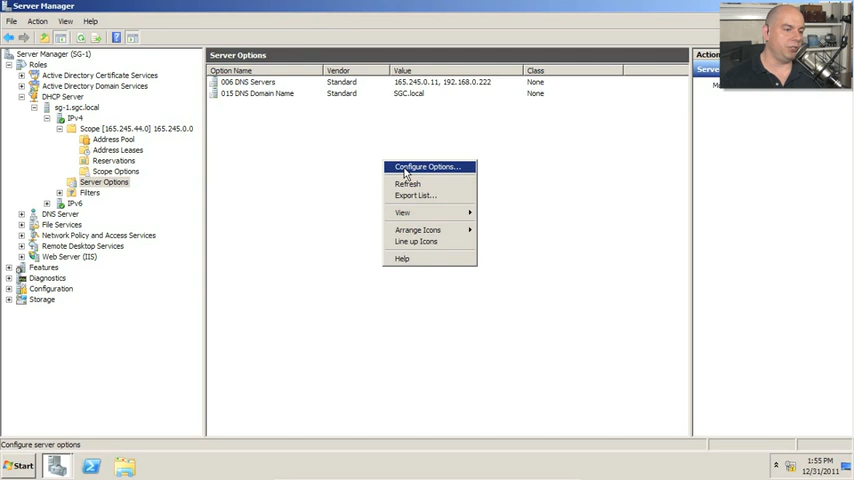 Server Manager
File Action View Help
Server Manager (SG-1)
Roles
Active Directory Certificate Services
Active Directory Domain Services
DHCP Server
sg-1.sgc.local
IPv4
Scope [165.245.44.0] 165.245.0.0
Address Pool
Address Leases
Reservations
Scope Options
Server Options
Filters
IPv6
DNS Server
File Services
Network Policy and Access Services
Remote Desktop Services
Web Server (IIS)
Features
Diagnostics
Configuration
Storage
Server Options
Option Name Vendor Value Class
006 DNS Servers Standard 165.245.0.11, 192.168.0.222 None
015 DNS Domain Name Standard SGC.local None
Configure Options...
Refresh
Export List...
View
Arrange Icons
Line up Icons
Help
Configure server options
Start
1:55 PM
12/31/2011